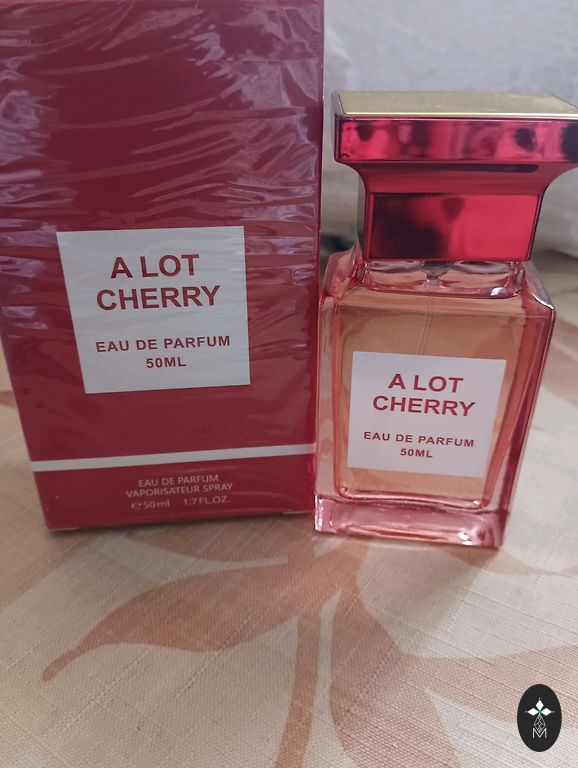 A LOT
CHERRY
EAU DE PARFUM
50ML
EAU DE PARFUM
VAPORISATEUR SPRAY
℮50ml 1.7FL.OZ.
A LOT
CHERRY
EAU DE PARFUM
50ML
M